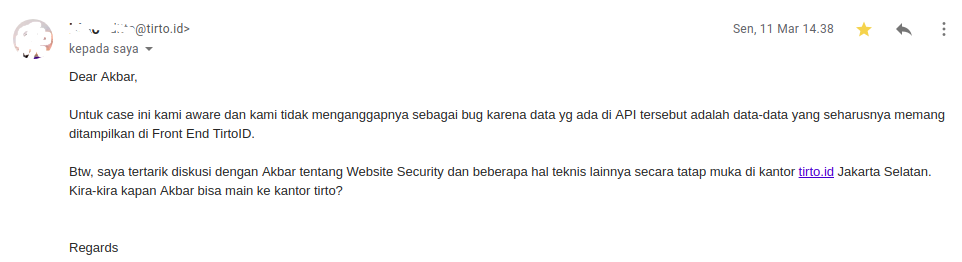 @tirto.id>
Sen, 11 Mar 14.38
kepada saya
Dear Akbar,
Untuk case ini kami aware dan kami tidak menganggapnya sebagai bug karena data yg ada di API tersebut adalah data-data yang seharusnya memang
ditampilkan di Front End TirtoID.
Btw, saya tertarik diskusi dengan Akbar tentang Website Security dan beberapa hal teknis lainnya secara tatap muka di kantor tirto.id Jakarta Selatan.
Kira-kira kapan Akbar bisa main ke kantor tirto?
Regards